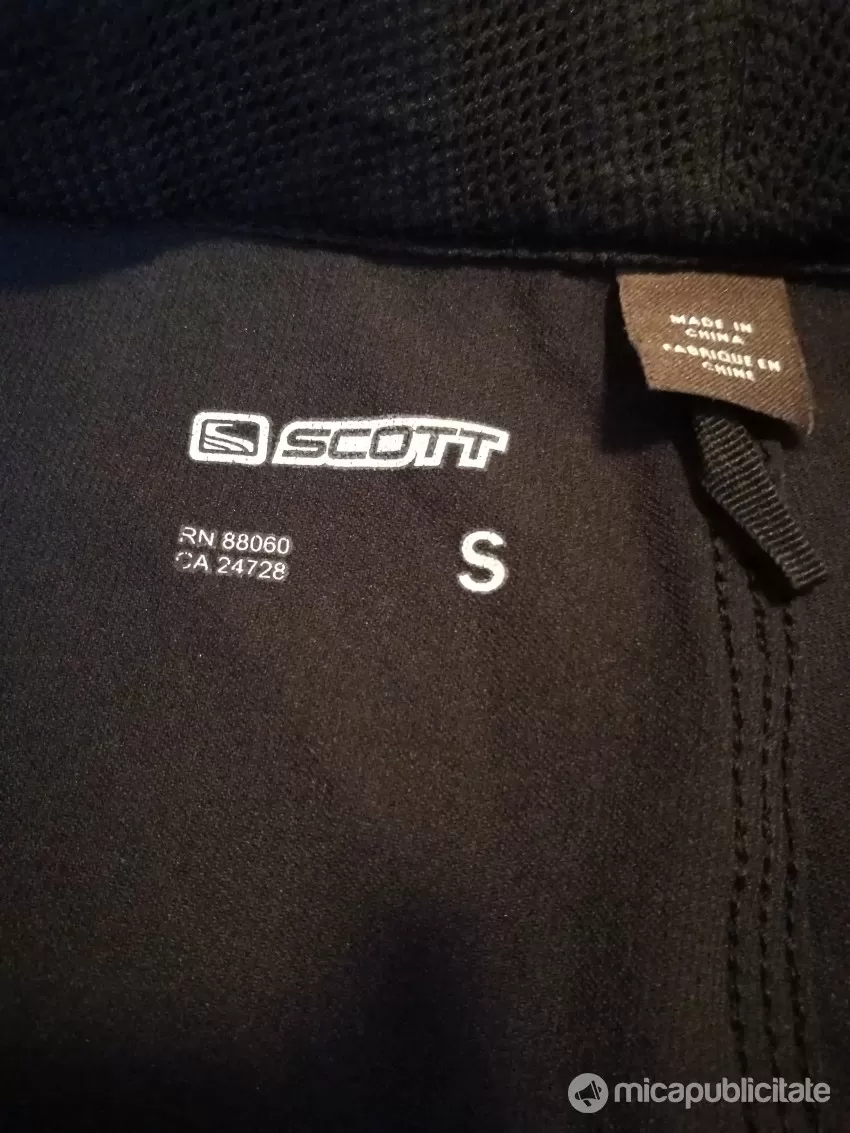 MADE IN
CHINA
FABRIQUE EN
CHINE
SCOTT
RN 88060
CA 24728
S
micapublicitate